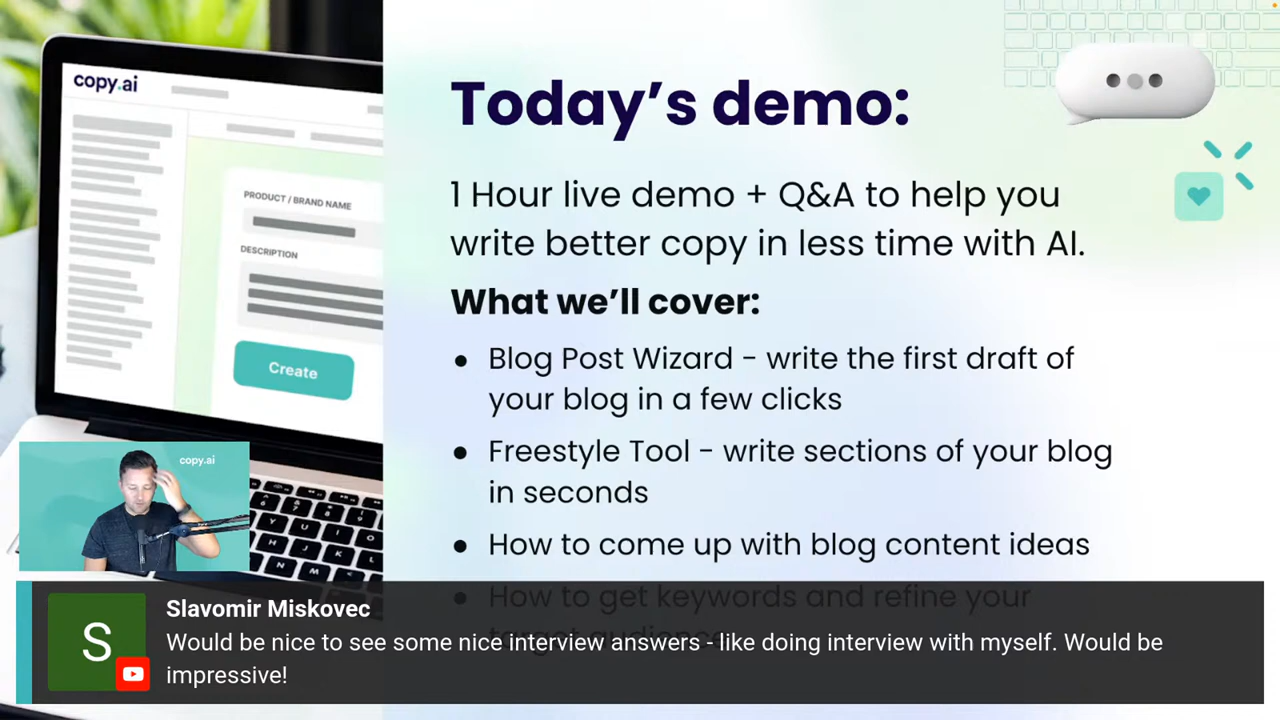 copy.ai
PRODUCT / BRAND NAME
DESCRIPTION
Create
Today’s demo:
1 Hour live demo + Q&A to help you
write better copy in less time with AI.
What we’ll cover:
● Blog Post Wizard - write the first draft of
your blog in a few clicks
● Freestyle Tool - write sections of your blog
in seconds
● How to come up with blog content ideas
● How to get keywords and refine your
target audience
copy.ai
S
Slavomir Miskovec
Would be nice to see some nice interview answers - like doing interview with myself. Would be
impressive!